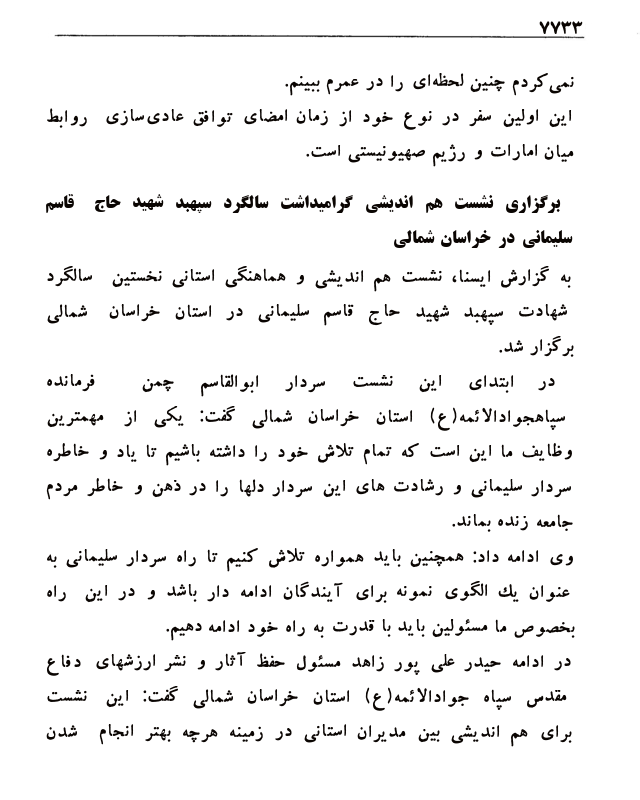 ۷۷۳۳
نمی‌کردم چنین لحظه‌ای را در عمرم ببینم.
این اولین سفر در نوع خود از زمان امضای توافق عادی‌سازی روابط
میان امارات و رژیم صهیونیستی است.
برگزاری نشست هم اندیشی گرامیداشت سالگرد سپهبد شهید حاج قاسم
سلیمانی در خراسان شمالی
به گزارش ایسنا، نشست هم اندیشی و هماهنگی استانی نخستین سالگرد
شهادت سپهبد شهید حاج قاسم سلیمانی در استان خراسان شمالی
برگزار شد.
در ابتدای این نشست سردار ابوالقاسم چمن فرمانده
سپاهجوادالائمه(ع) استان خراسان شمالی گفت: یکی از مهمترین
وظایف ما این است که تمام تلاش خود را داشته باشیم تا یاد و خاطره
سردار سلیمانی و رشادت های این سردار دلها را در ذهن و خاطر مردم
جامعه زنده بماند.
وی ادامه داد: همچنین باید همواره تلاش کنیم تا راه سردار سلیمانی به
عنوان یك الگوی نمونه برای آیندگان ادامه دار باشد و در این راه
بخصوص ما مسئولین باید با قدرت به راه خود ادامه دهیم.
در ادامه حیدر علی پور زاهد مسئول حفظ آثار و نشر ارزشهای دفاع
مقدس سپاه جوادالائمه(ع) استان خراسان شمالی گفت: این نشست
برای هم اندیشی بین مدیران استانی در زمینه هرچه بهتر انجام شدن